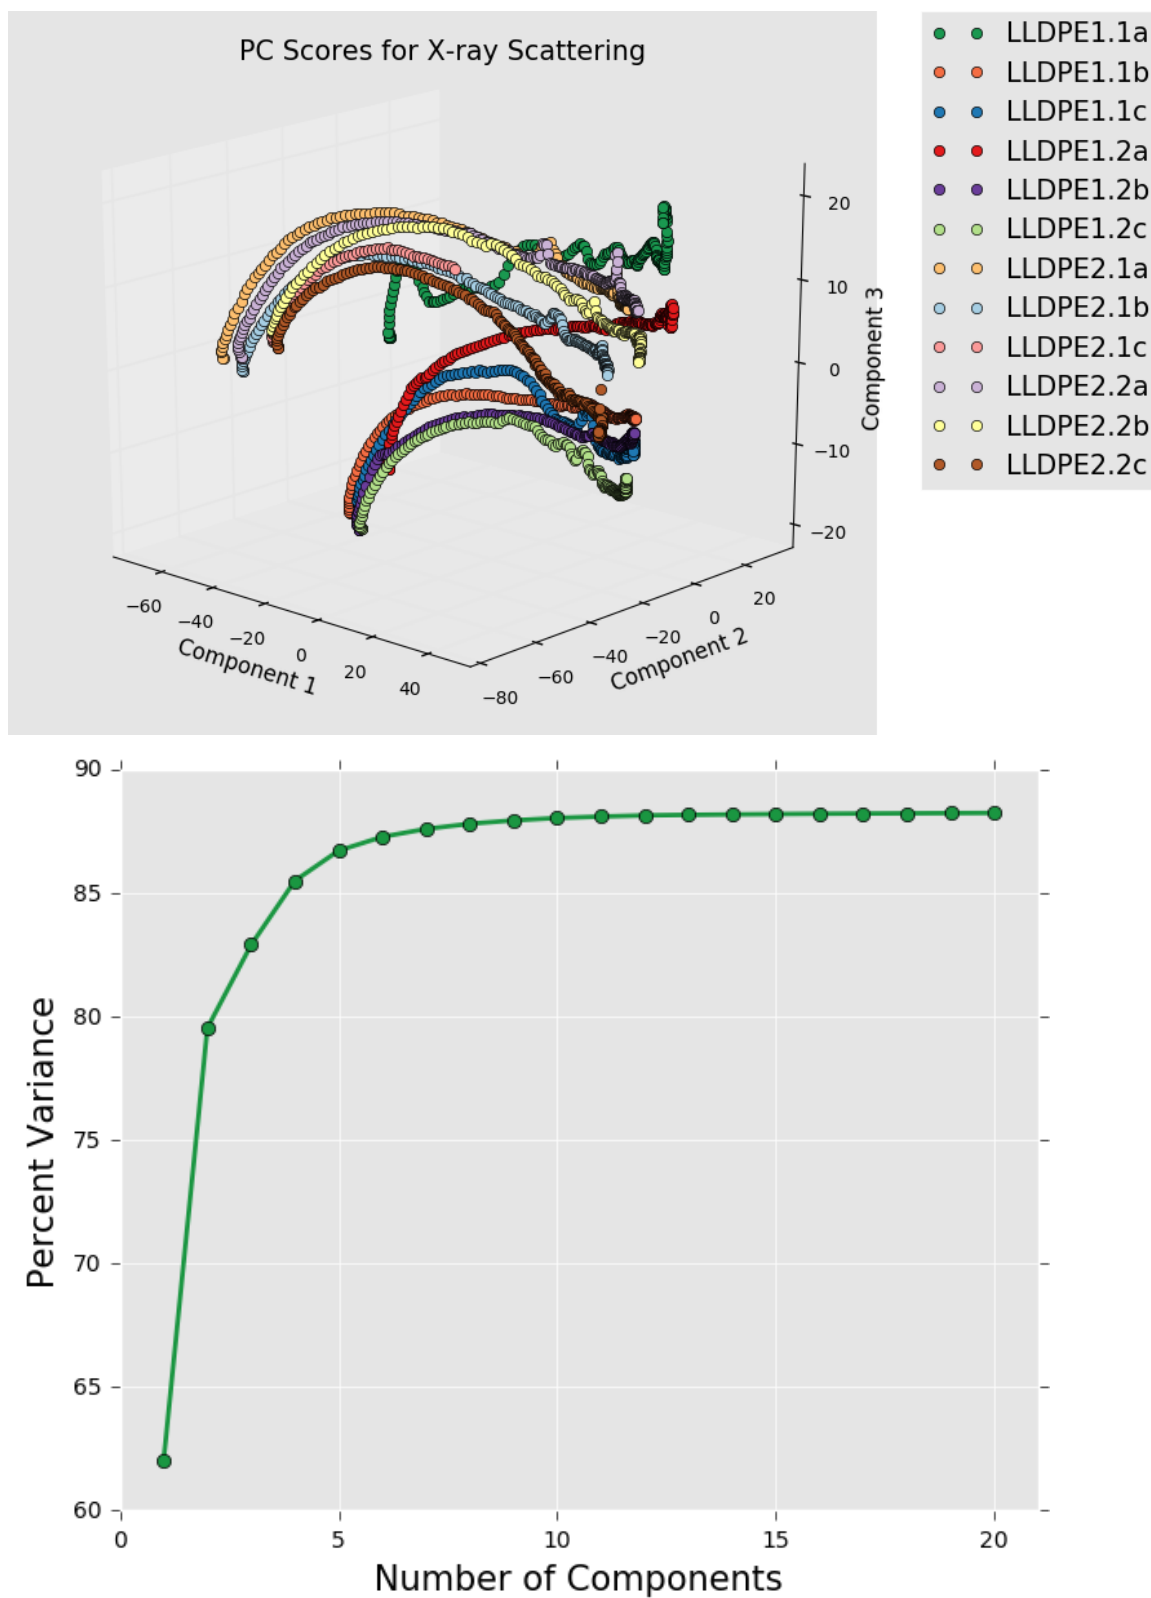 PC Scores for X-ray Scattering
LLDPE1.1a
LLDPE1.1b
LLDPE1.1c
LLDPE1.2a
LLDPE1.2b
LLDPE1.2c
LLDPE2.1a
LLDPE2.1b
LLDPE2.1c
LLDPE2.2a
LLDPE2.2b
LLDPE2.2c
20
10
0
−10
−20
Component 3
−60
−40
−20
0
20
40
Component 1
−80
−60
−40
−20
0
20
Component 2
90
85
80
75
70
65
60
Percent Variance
0 5 10 15 20
Number of Components